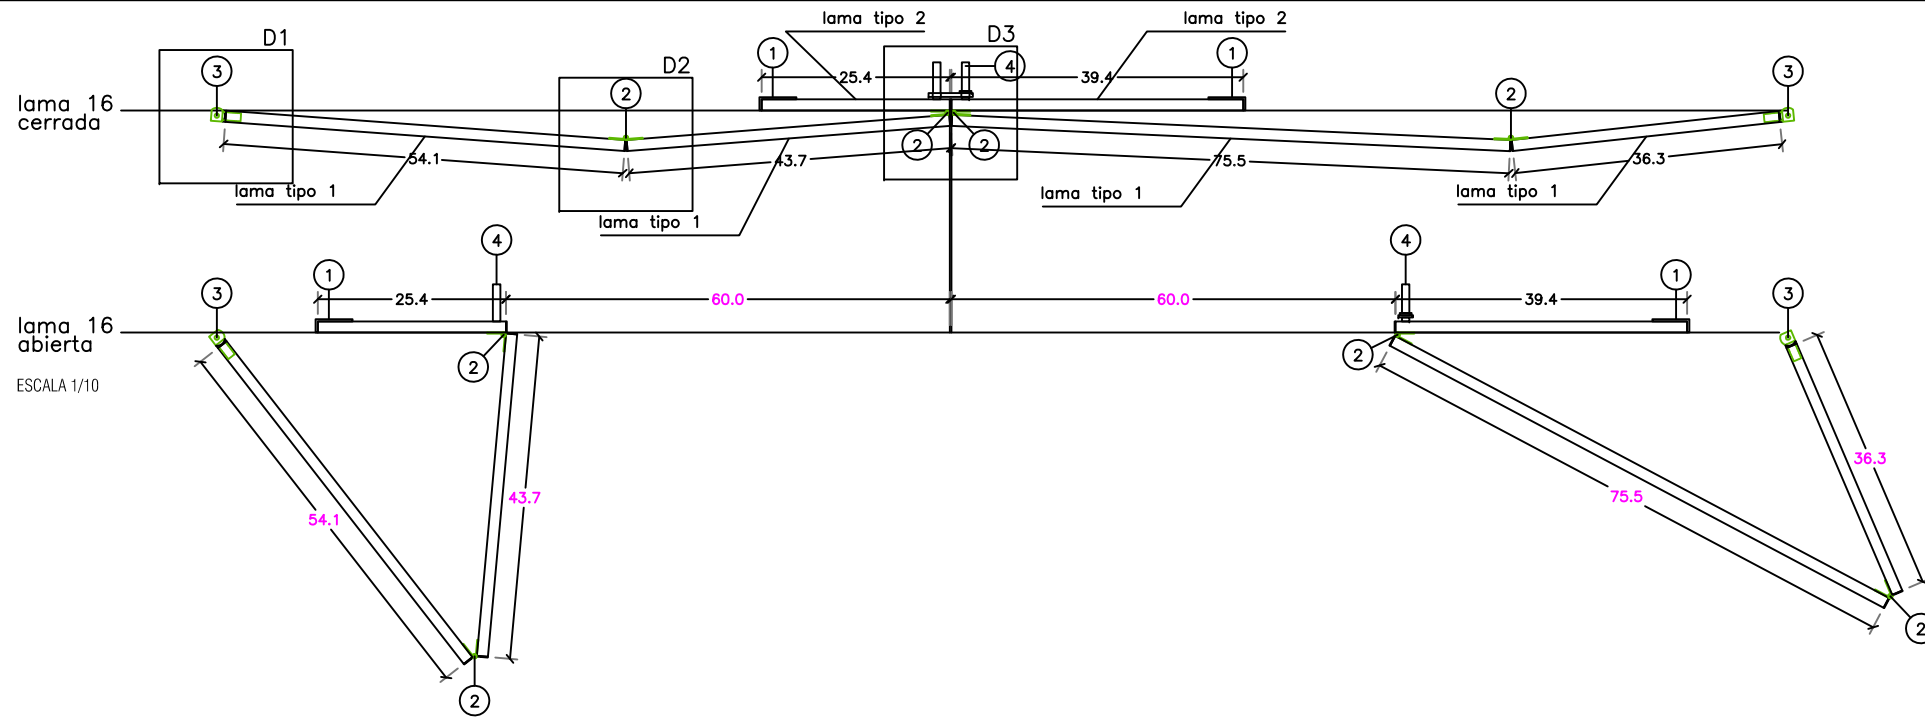 lama tipo 2
lama tipo 2
D1
D2
D3
3
2
1
4
1
2
3
25.4
39.4
lama 16
cerrada
2
2
54.1
43.7
75.5
36.3
lama tipo 1
lama tipo 1
lama tipo 1
lama tipo 1
4
4
3
1
1
3
25.4
60.0
60.0
39.4
lama 16
abierta
2
2
ESCALA 1/10
54.1
43.7
75.5
36.3
2
2